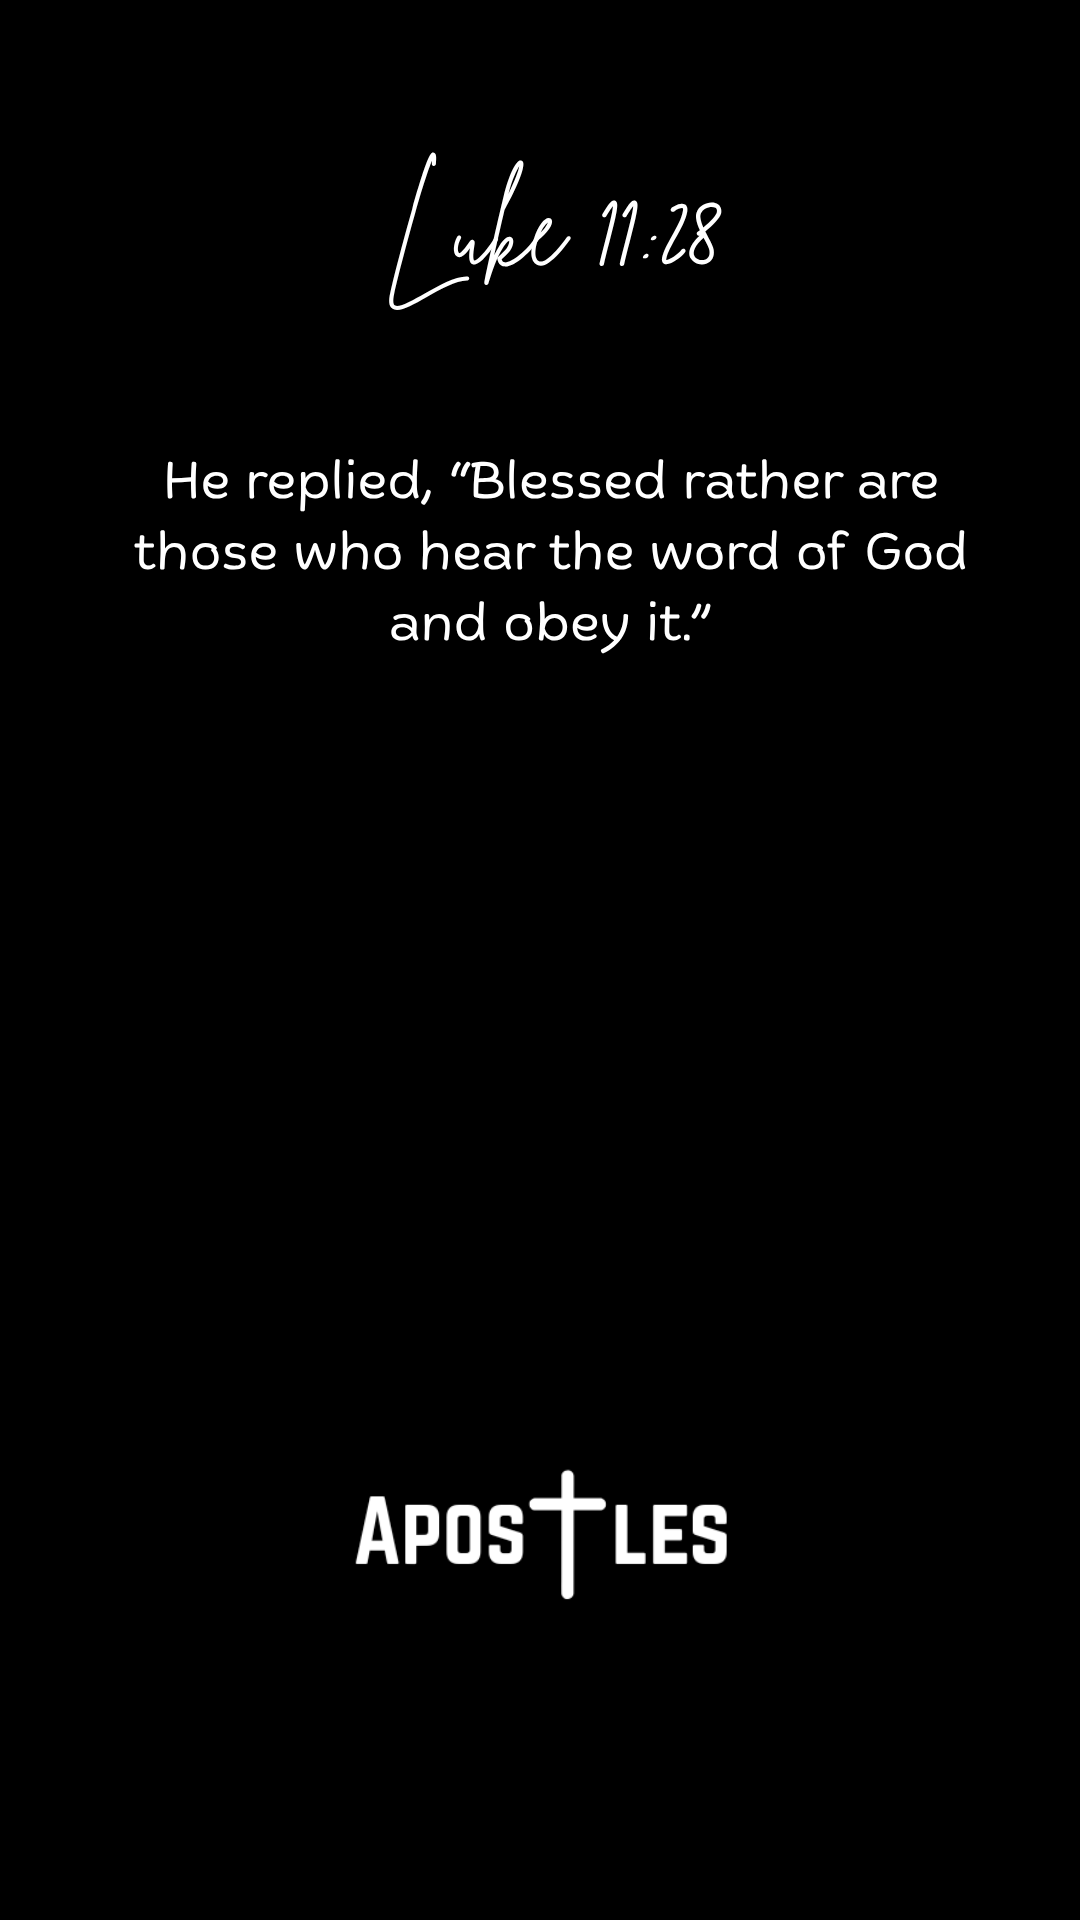 Luke 11:28
He replied, “Blessed rather are
those who hear the word of God
and obey it.”
Apostles